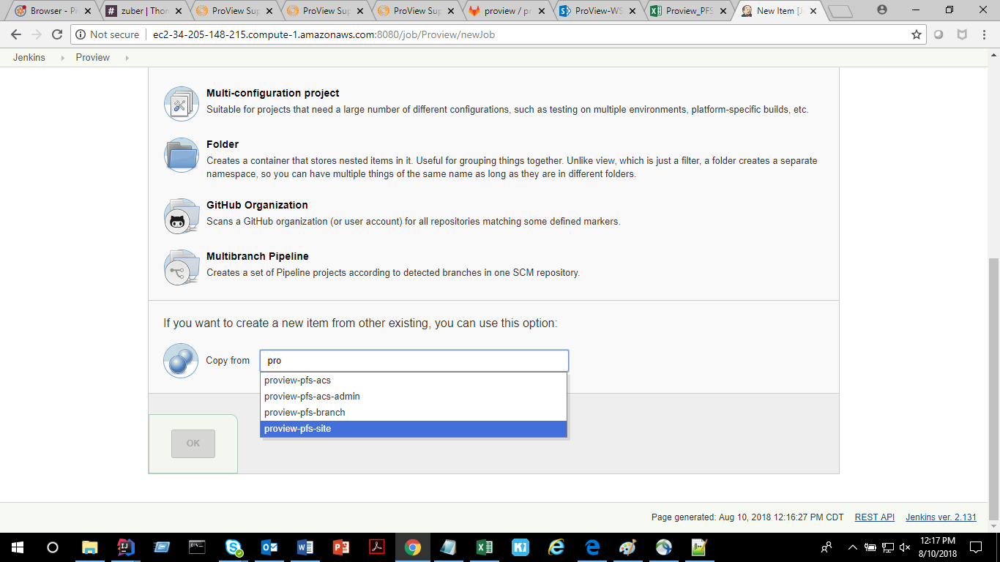 Browser - P
zuber | Thor
ProView Sup
ProView Sup
ProView Sup
proview / pr
ProView-WS
Proview_PFS
New Item [J
Not secure
ec2-34-205-148-215.compute-1.amazonaws.com:8080/job/Proview/newJob
Jenkins
Proview
Multi-configuration project
Suitable for projects that need a large number of different configurations, such as testing on multiple environments, platform-specific builds, etc.
Folder
Creates a container that stores nested items in it. Useful for grouping things together. Unlike view, which is just a filter, a folder creates a separate
namespace, so you can have multiple things of the same name as long as they are in different folders.
GitHub Organization
Scans a GitHub organization (or user account) for all repositories matching some defined markers.
Multibranch Pipeline
Creates a set of Pipeline projects according to detected branches in one SCM repository.
If you want to create a new item from other existing, you can use this option:
Copy from
pro
proview-pfs-acs
proview-pfs-acs-admin
proview-pfs-branch
proview-pfs-site
OK
Page generated: Aug 10, 2018 12:16:27 PM CDT
REST API
Jenkins ver. 2.131
12:17 PM
8/10/2018